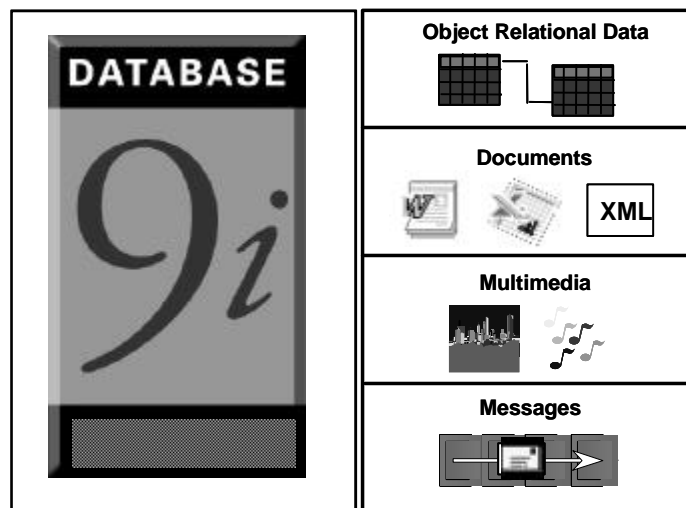 DATABASE
9i
Object Relational Data
Documents
W
XML
Multimedia
Messages